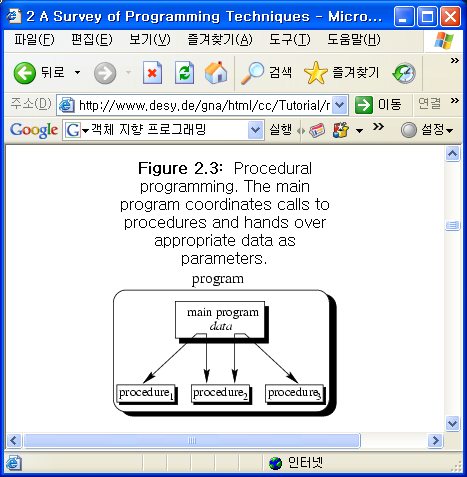 2 A Survey of Programming Techniques - Micro...
파일(F) 편집(E) 보기(V) 즐겨찾기(A) 도구(T) 도움말(H)
뒤로 검색 즐겨찾기 »
주소(D) http://www.desy.de/gna/html/cc/Tutorial/r 이동 연결 »
Google G 객체 지향 프로그래밍 실행 » 설정
Figure 2.3: Procedural
programming. The main
program coordinates calls to
procedures and hands over
appropriate data as
parameters.
program
main program
data
procedure1 procedure2 procedure3
인터넷